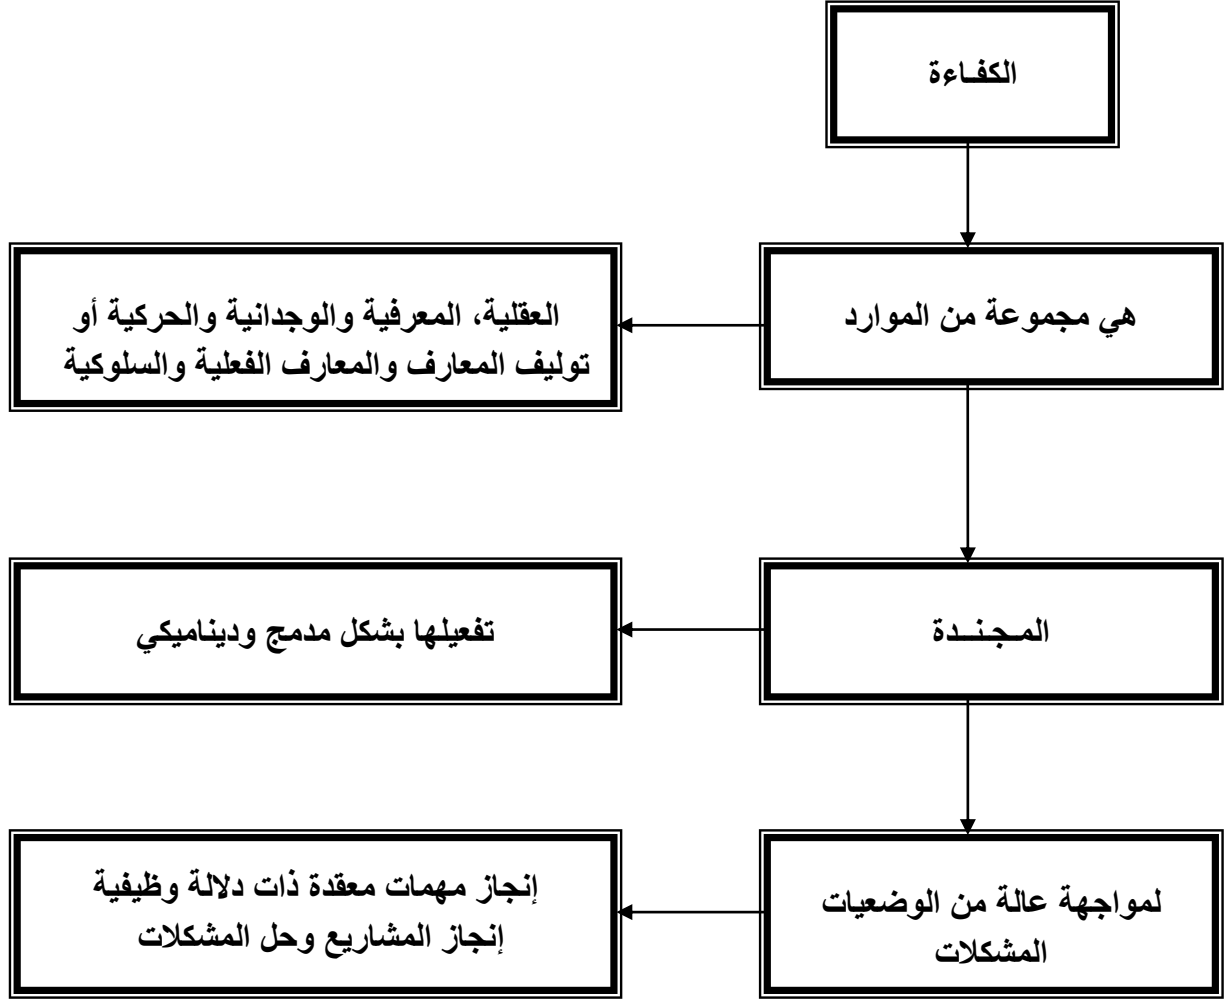 الكفـاءة
هي مجموعة من الموارد
العقلية، المعرفية والوجدانية والحركية أو
توليف المعارف والمعارف الفعلية والسلوكية
المـجـنــدة
تفعيلها بشكل مدمج وديناميكي
لمواجهة عالة من الوضعيات
المشكلات
إنجاز مهمات معقدة ذات دلالة وظيفية
إنجاز المشاريع وحل المشكلات